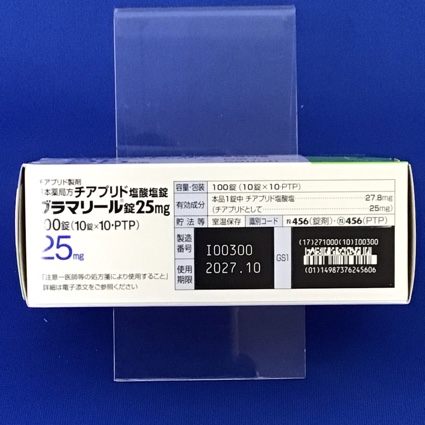 チアプリド製剤
日本薬局方 チアプリド塩酸塩錠
グラマリール錠25mg
100錠(10錠×10・PTP)
25mg
「注意－医師等の処方箋により使用すること」
詳細は電子添文をご参照ください
容量・包装 100錠(10錠×10・PTP)
有効成分 本品1錠中 チアプリド塩酸塩 27.8mg
(チアプリドとして 25mg)
貯法等 室温保存 識別コード n456(錠剤)・n456(PTP)
製造番号 I00300
使用期限 2027.10
GS1
(17)271000(10)I00300
(01)14987376245606